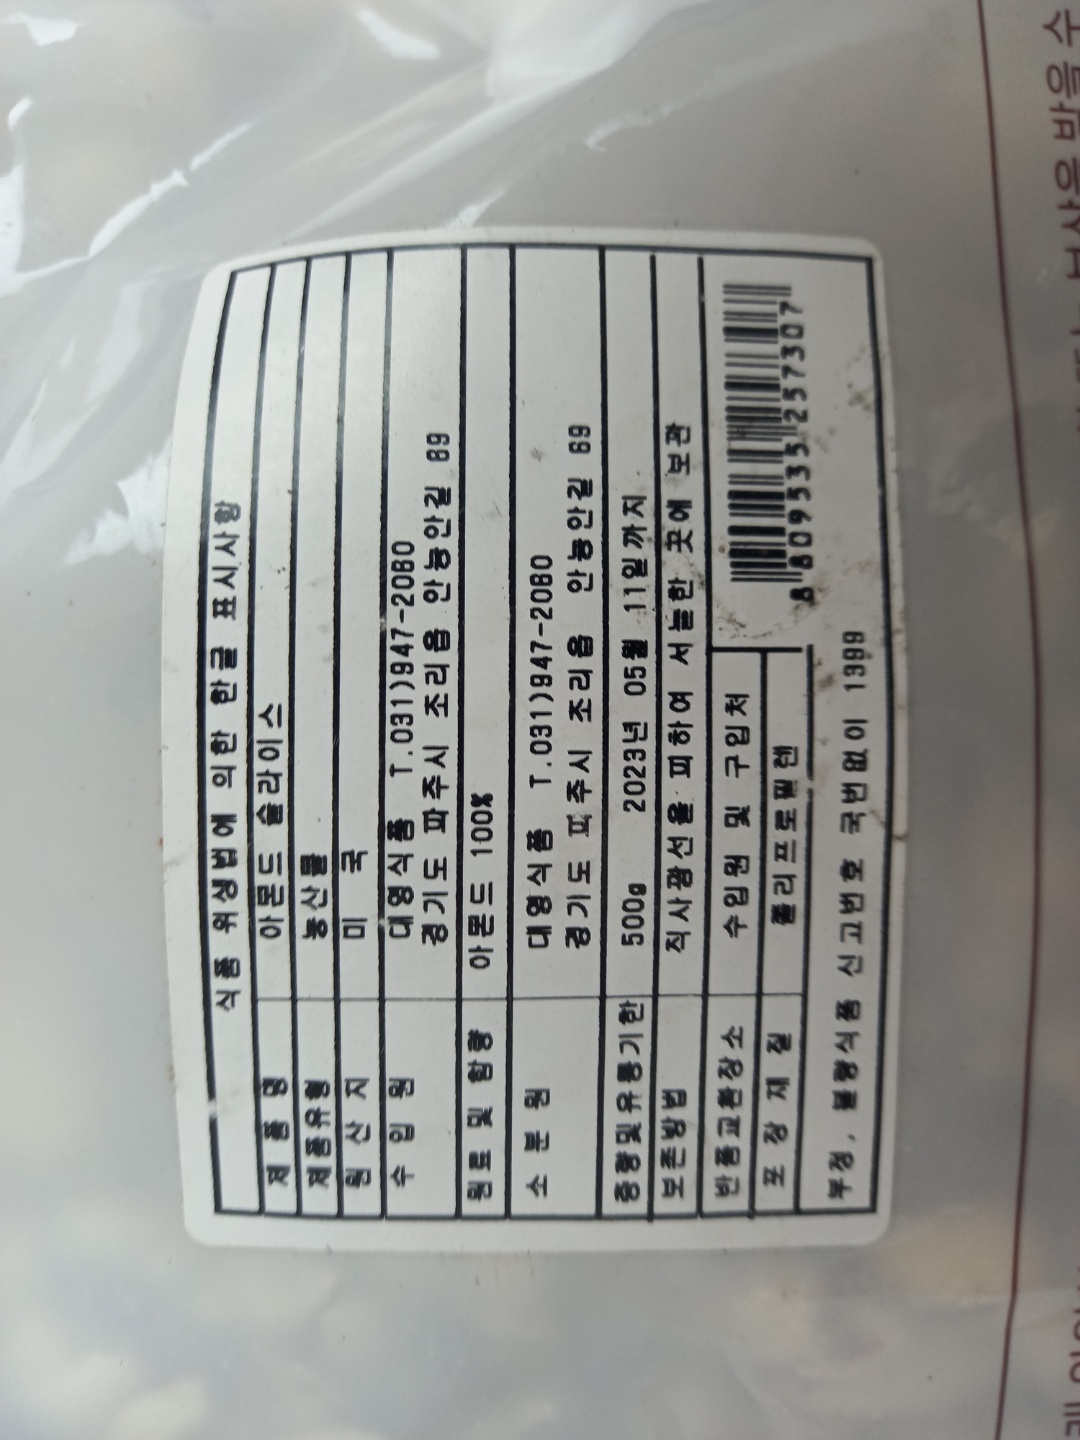 식품 위생법에 의한 한글 표시사항
제 품 명 아몬드 슬라이스
제품유형 농산물
원 산 지 미 국
수 입 원 대영식품 T.031)947-2080
경기도 파주시 조리읍 안능안길 69
원료 및 함량 아몬드 100%
소 분 원 대영식품 T.031)947-2080
경기도 파주시 조리읍 안능안길 69
중량및유통기한 500g 2023년 05월 11일까지
보존방법 직사광선을 피하여 서늘한 곳에 보관
반품교환장소 수입원 및 구입처
포 장 재 질 폴리프로필렌
8 809535 257307
부정, 불량식품 신고번호 국번없이 1399